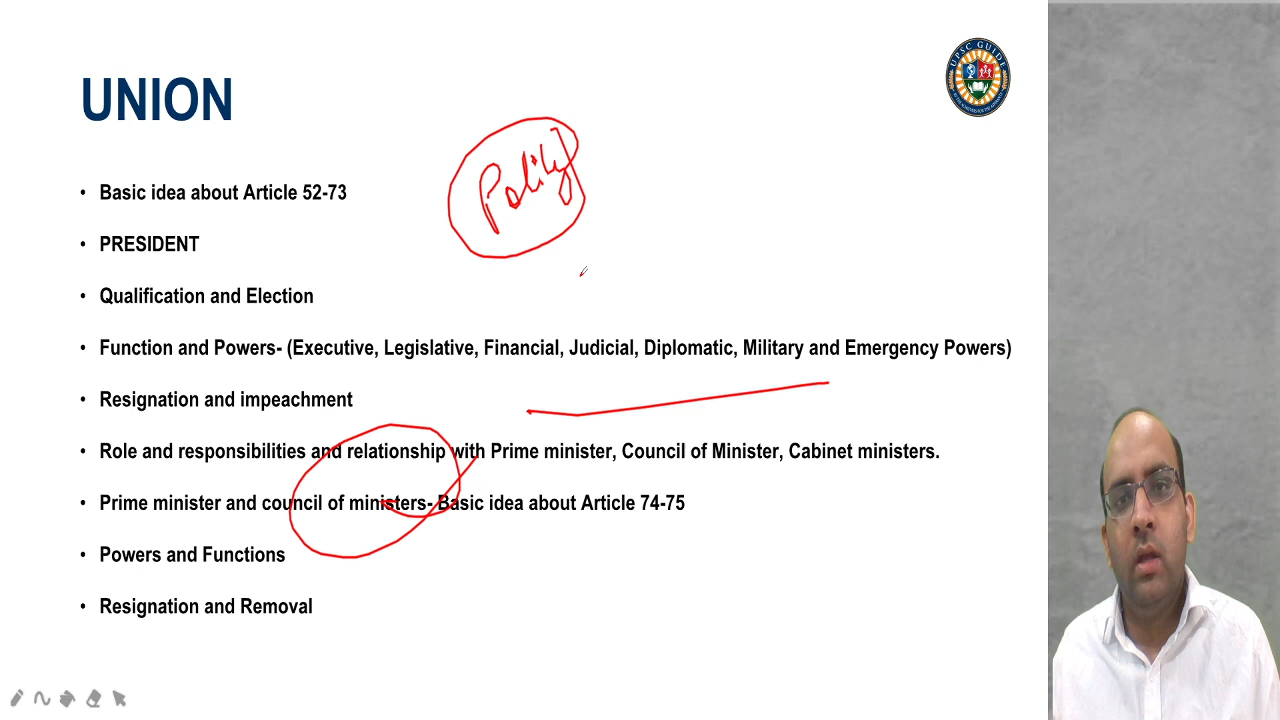 UPSC GUIDE
UNION
Polity
• Basic idea about Article 52-73
• PRESIDENT
• Qualification and Election
• Function and Powers- (Executive, Legislative, Financial, Judicial, Diplomatic, Military and Emergency Powers)
• Resignation and impeachment
• Role and responsibilities and relationship with Prime minister, Council of Minister, Cabinet ministers.
• Prime minister and council of ministers- Basic idea about Article 74-75
• Powers and Functions
• Resignation and Removal